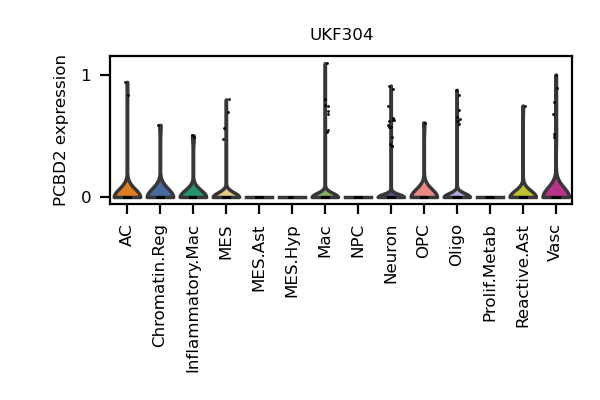 UKF304
PCBD2 expression
1
0
AC
Chromatin.Reg
Inflammatory.Mac
MES
MES.Ast
MES.Hyp
Mac
NPC
Neuron
OPC
Oligo
Prolif.Metab
Reactive.Ast
Vasc